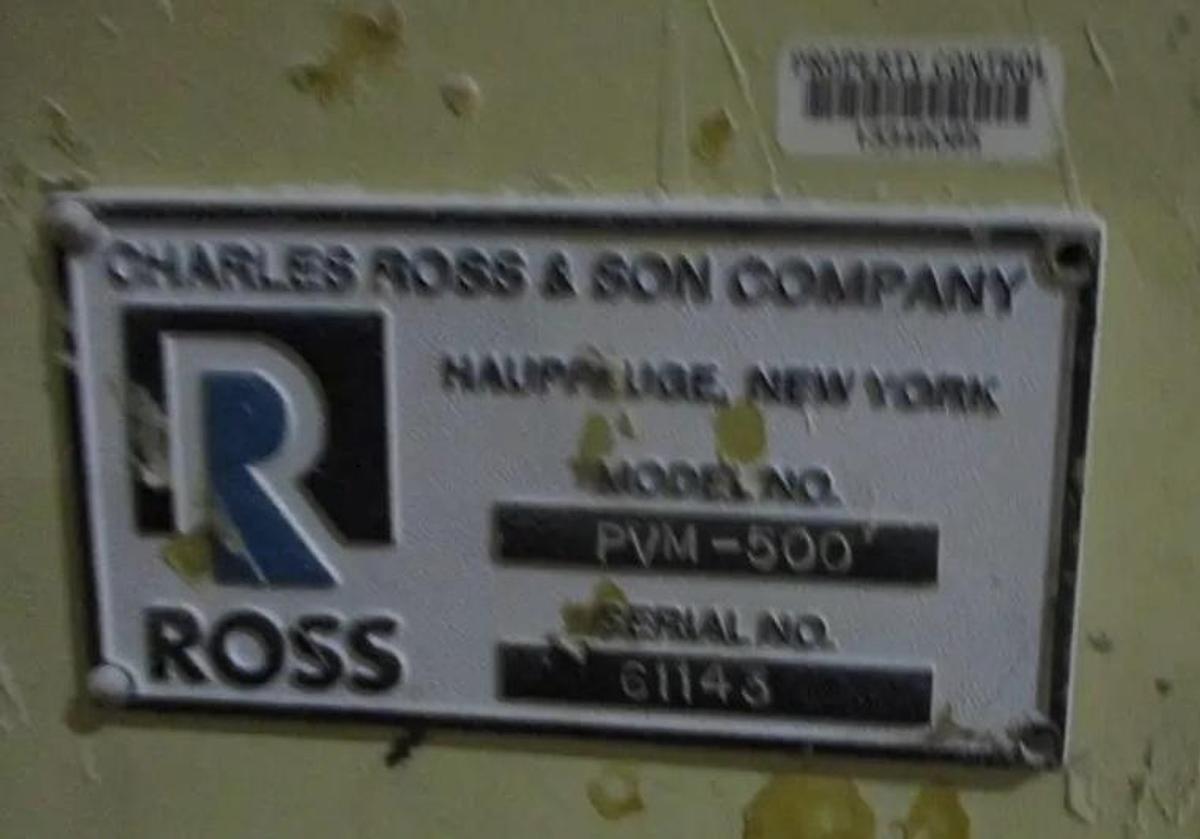 PROPERTY CONTROL
CHARLES ROSS & SON COMPANY
HAUPPAUGE, NEW YORK
MODEL NO.
PVM-500
SERIAL NO.
61143
ROSS